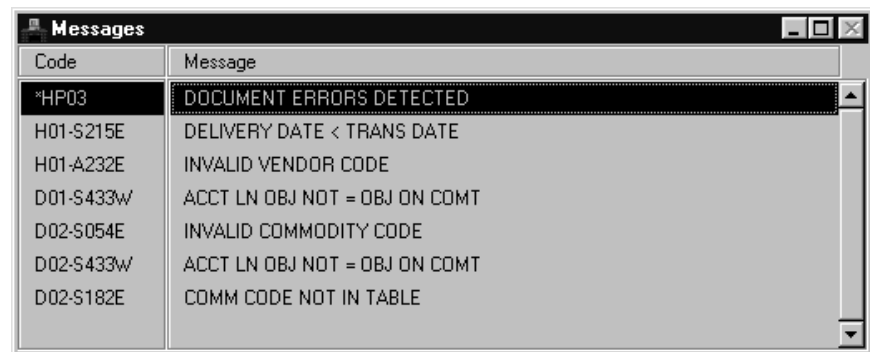 Messages
Code Message
*HP03 DOCUMENT ERRORS DETECTED
H01-S215E DELIVERY DATE < TRANS DATE
H01-A232E INVALID VENDOR CODE
D01-S433W ACCT LN OBJ NOT = OBJ ON COMT
D02-S054E INVALID COMMODITY CODE
D02-S433W ACCT LN OBJ NOT = OBJ ON COMT
D02-S182E COMM CODE NOT IN TABLE